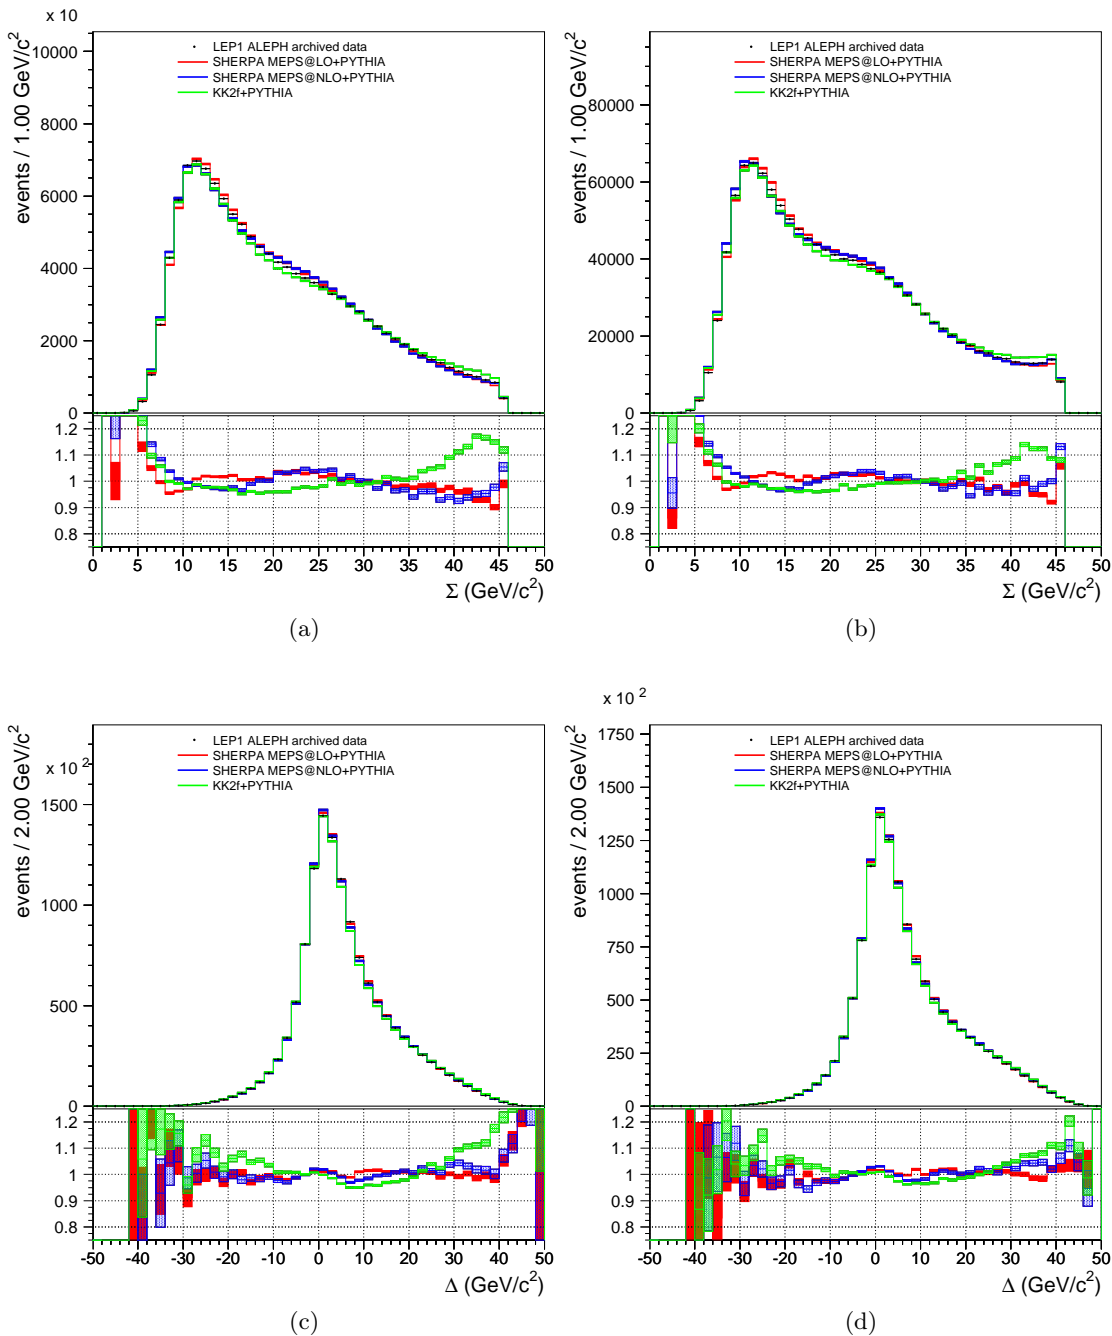 x 10
events / 1.00 GeV/c²
LEP1 ALEPH archived data
SHERPA MEPS@LO+PYTHIA
SHERPA MEPS@NLO+PYTHIA
KK2f+PYTHIA
10000
8000
6000
4000
2000
0
1.2
1.1
1
0.9
0.8
0 5 10 15 20 25 30 35 40 45 50
Σ (GeV/c²)
(a)
events / 1.00 GeV/c²
LEP1 ALEPH archived data
SHERPA MEPS@LO+PYTHIA
SHERPA MEPS@NLO+PYTHIA
KK2f+PYTHIA
80000
60000
40000
20000
0
1.2
1.1
1
0.9
0.8
0 5 10 15 20 25 30 35 40 45 50
Σ (GeV/c²)
(b)
events / 2.00 GeV/c²
LEP1 ALEPH archived data
SHERPA MEPS@LO+PYTHIA
SHERPA MEPS@NLO+PYTHIA
KK2f+PYTHIA
x 10²
1500
1000
500
0
1.2
1.1
1
0.9
0.8
-50 -40 -30 -20 -10 0 10 20 30 40 50
Δ (GeV/c²)
(c)
x 10²
events / 2.00 GeV/c²
LEP1 ALEPH archived data
SHERPA MEPS@LO+PYTHIA
SHERPA MEPS@NLO+PYTHIA
KK2f+PYTHIA
1750
1500
1250
1000
750
500
250
0
1.2
1.1
1
0.9
0.8
-50 -40 -30 -20 -10 0 10 20 30 40 50
Δ (GeV/c²)
(d)